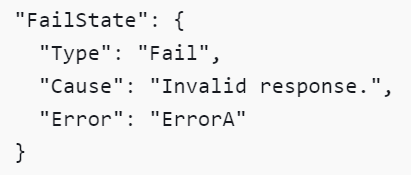 "FailState": {
  "Type": "Fail",
  "Cause": "Invalid response.",
  "Error": "ErrorA"
}